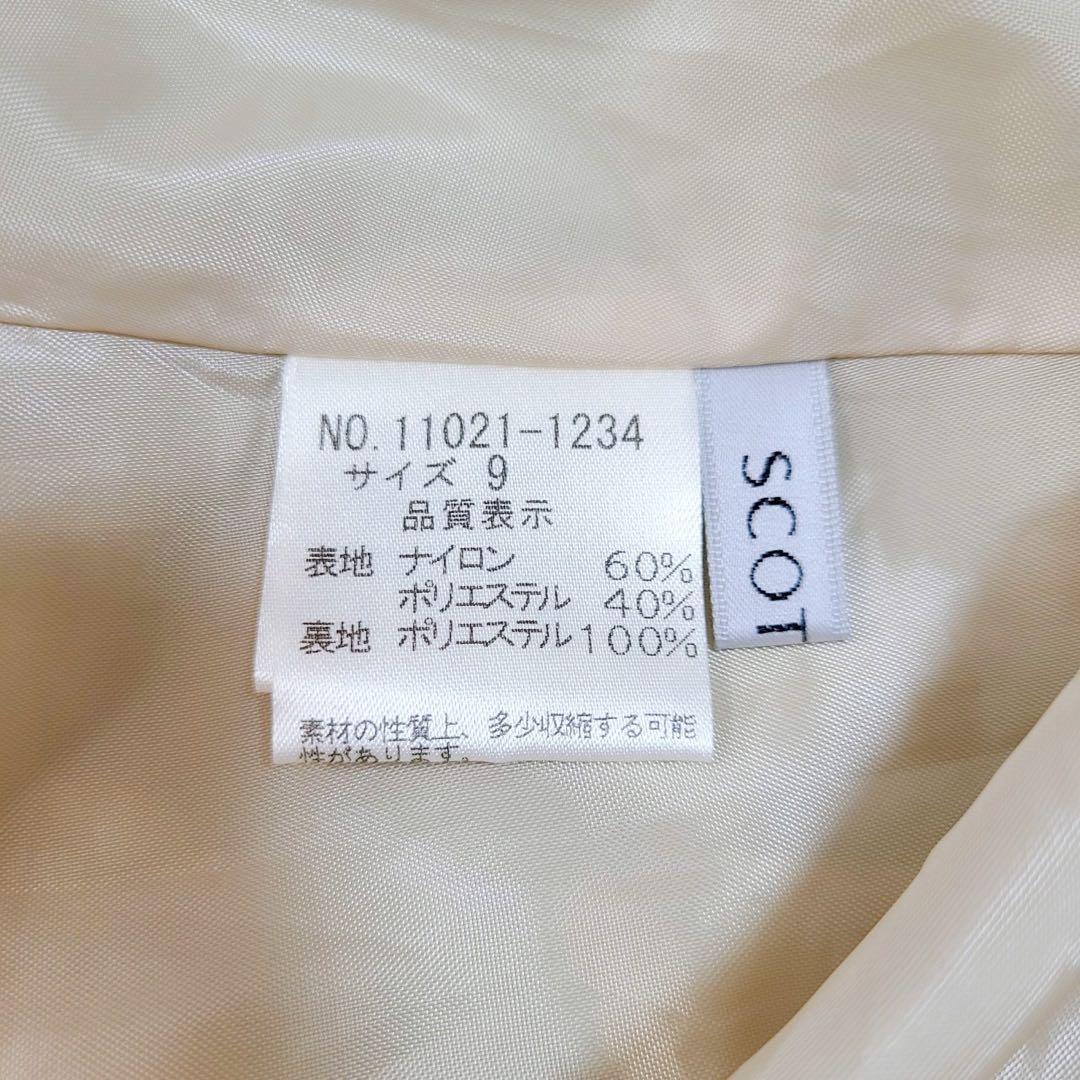 NO.11021-1234
サイズ 9
品質表示
表地 ナイロン 60%
ポリエステル 40%
裏地 ポリエステル 100%
素材の性質上、多少収縮する可能
性があります。
SCOT